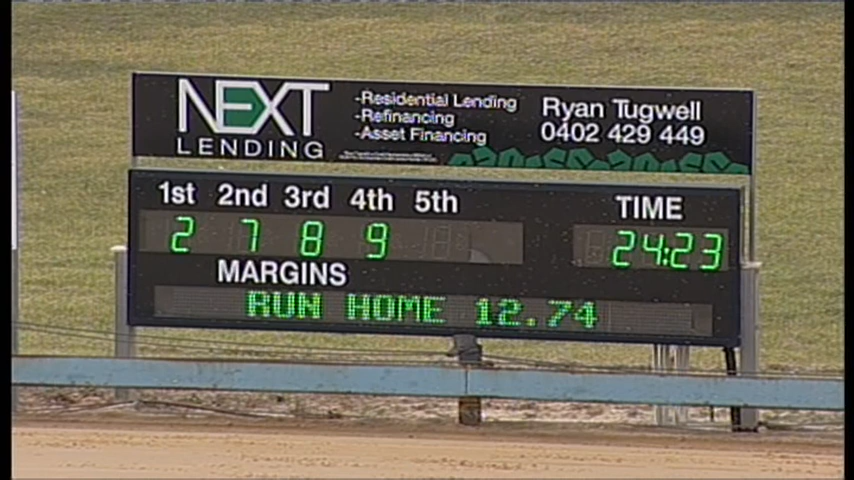 NEXT
LENDING
-Residential Lending
-Refinancing
-Asset Financing
Ryan Tugwell
0402 429 449
1st 2nd 3rd 4th 5th TIME
2 7 8 9 24:23
MARGINS
RUN HOME 12.74